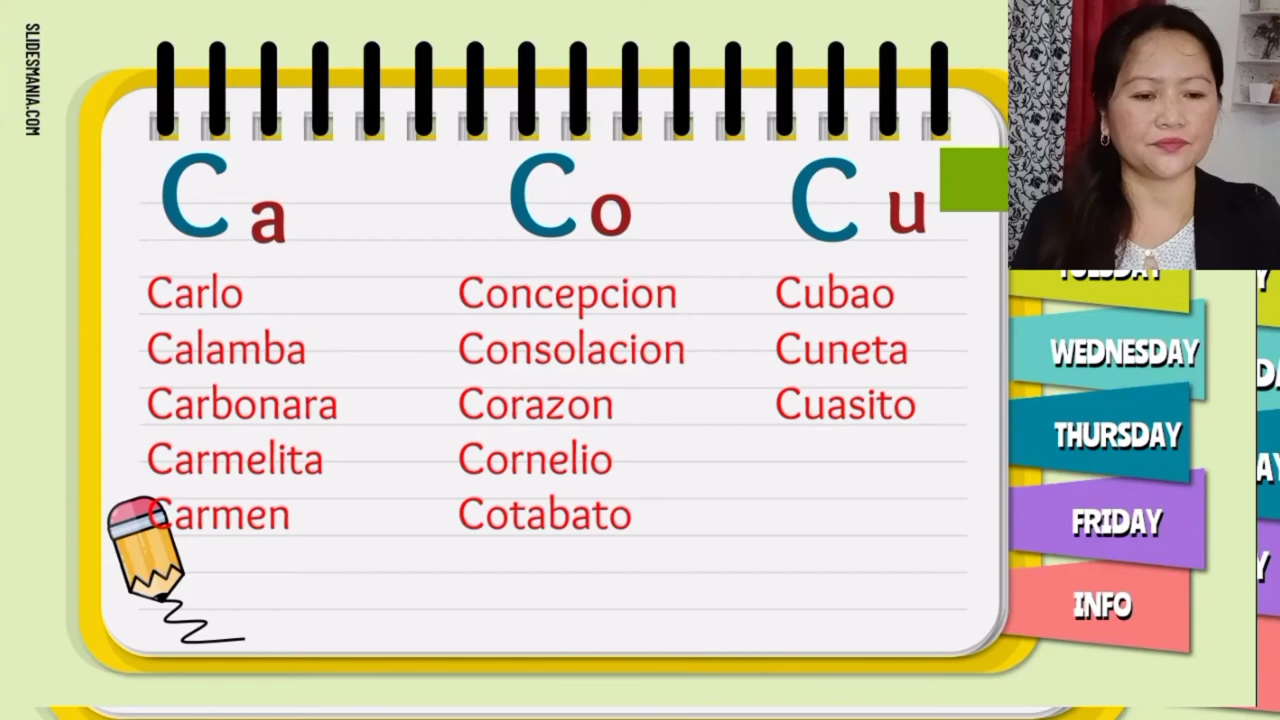 SLIDESMANIA.COM
Ca Co Cu
Carlo Concepcion Cubao
Calamba Consolacion Cuneta
Carbonara Corazon Cuasito
Carmelita Cornelio
Carmen Cotabato
TUESDAY
WEDNESDAY
THURSDAY
FRIDAY
INFO